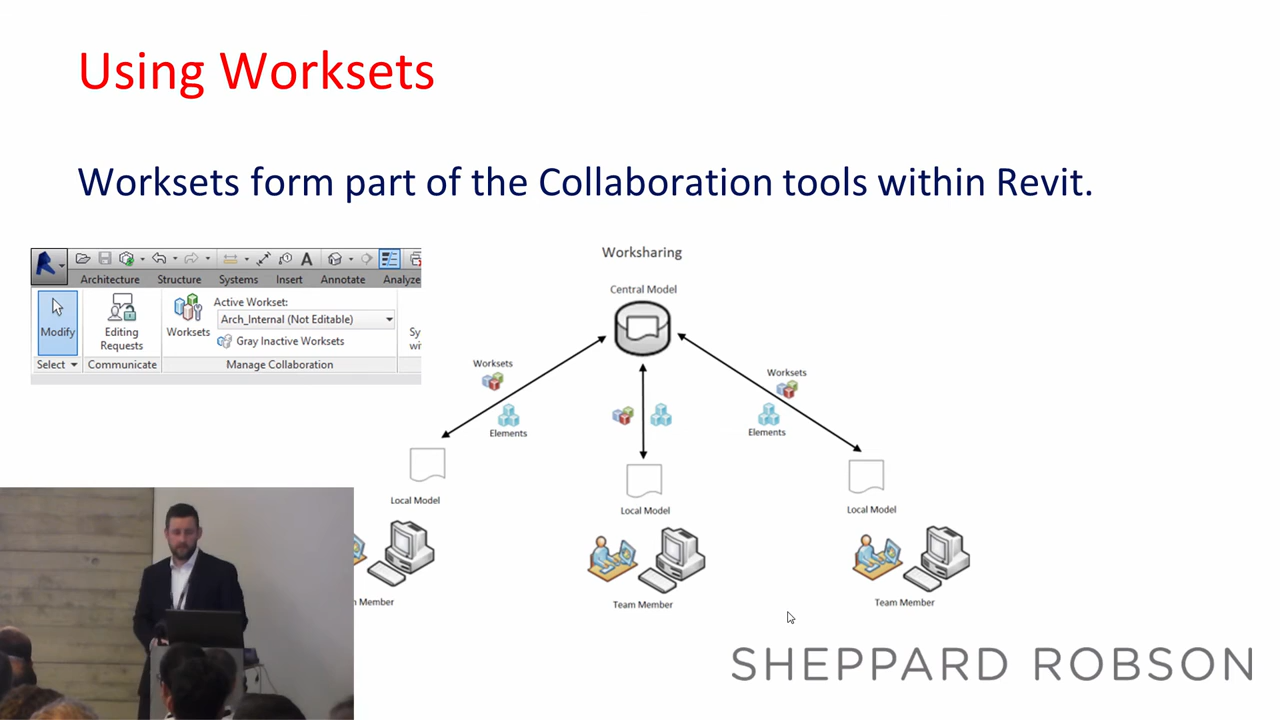 Using Worksets
Worksets form part of the Collaboration tools within Revit.
Architecture Structure Systems Insert Annotate Analyze
Modify
Editing
Requests
Worksets
Active Workset:
Arch_Internal (Not Editable)
Gray Inactive Worksets
Select
Communicate
Manage Collaboration
Worksharing
Central Model
Worksets
Elements
Worksets
Elements
Local Model
Local Model
Local Model
Member
Team Member
Team Member
SHEPPARD ROBSON